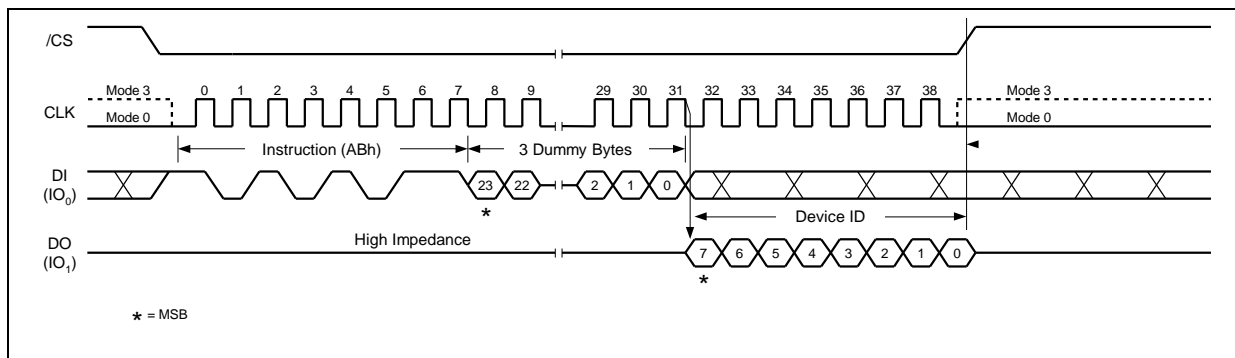 /CS
Mode 3 0 1 2 3 4 5 6 7 8 9 29 30 31 32 33 34 35 36 37 38 Mode 3
CLK
Mode 0 Mode 0
Instruction (ABh) 3 Dummy Bytes
DI
(IO0)
23 22 2 1 0
*
Device ID
DO
(IO1)
High Impedance
7 6 5 4 3 2 1 0
*
* = MSB